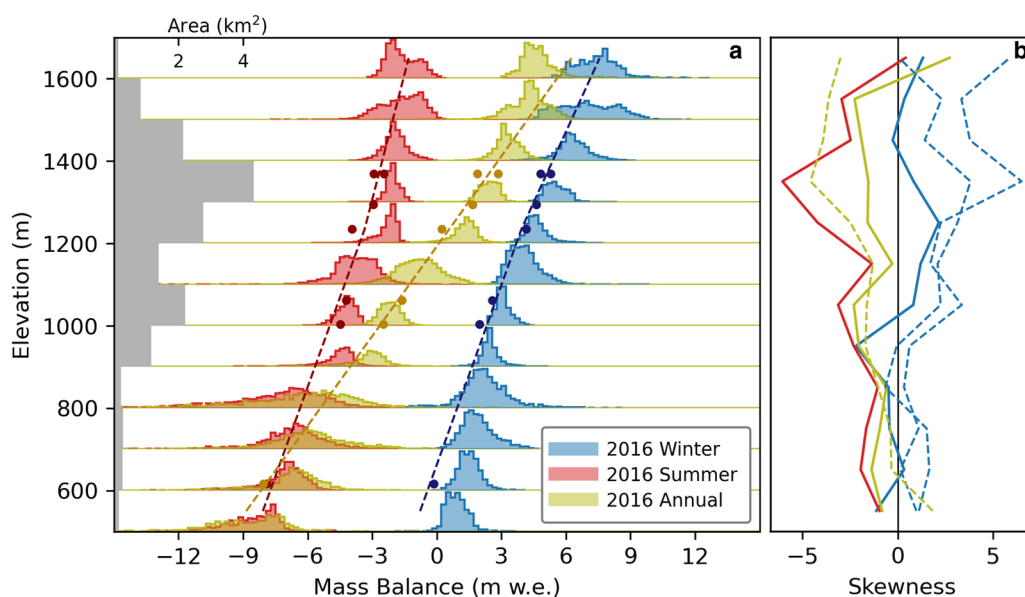 Area (km²)
2 4
a
b
1600
1400
1200
1000
800
600
Elevation (m)
2016 Winter
2016 Summer
2016 Annual
−12 −9 −6 −3 0 3 6 9 12
Mass Balance (m w.e.)
−5 0 5
Skewness